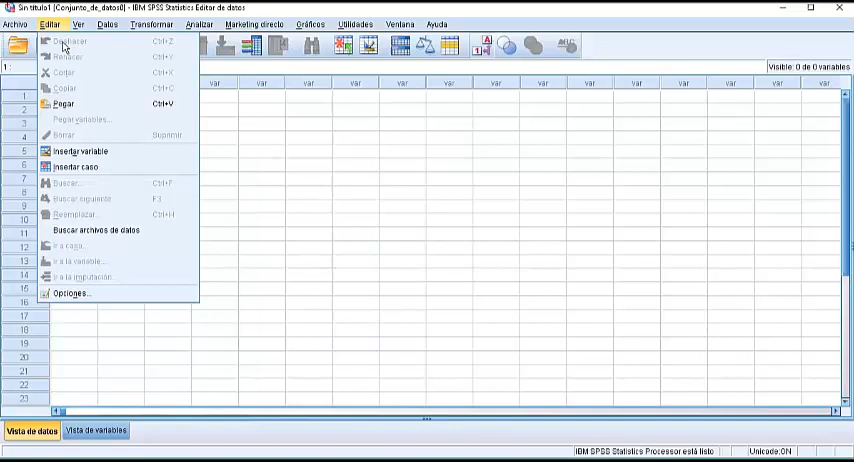 Sin título1 [Conjunto_de_datos0] - IBM SPSS Statistics Editor de datos
Archivo Editar Ver Datos Transformar Analizar Marketing directo Gráficos Utilidades Ventana Ayuda
Deshacer Ctrl+Z
Rehacer Ctrl+Y
1 : Visible: 0 de 0 variables
Cortar Ctrl+X
var var var var var var var var var var var var var var
Copiar Ctrl+C
Pegar Ctrl+V
Pegar variables...
Borrar Suprimir
Insertar variable
Insertar caso
Buscar... Ctrl+F
Buscar siguiente F3
Reemplazar... Ctrl+H
Buscar archivos de datos
Ir a caso...
Ir a la variable...
Ir a la imputación...
Opciones...
1
2
3
4
5
6
7
8
9
10
11
12
13
14
15
16
17
18
19
20
21
22
23
Vista de datos Vista de variables
IBM SPSS Statistics Processor está listo Unicode:ON